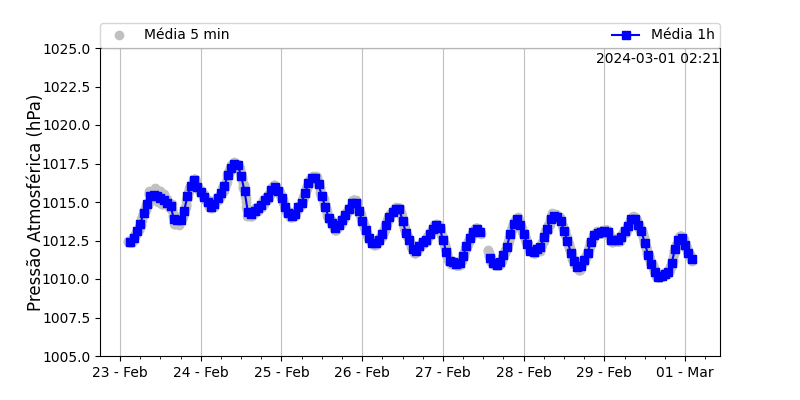 Média 5 min
Média 1h
2024-03-01 02:21
Pressão Atmosférica (hPa)
1025.0
1022.5
1020.0
1017.5
1015.0
1012.5
1010.0
1007.5
1005.0
23 - Feb
24 - Feb
25 - Feb
26 - Feb
27 - Feb
28 - Feb
29 - Feb
01 - Mar